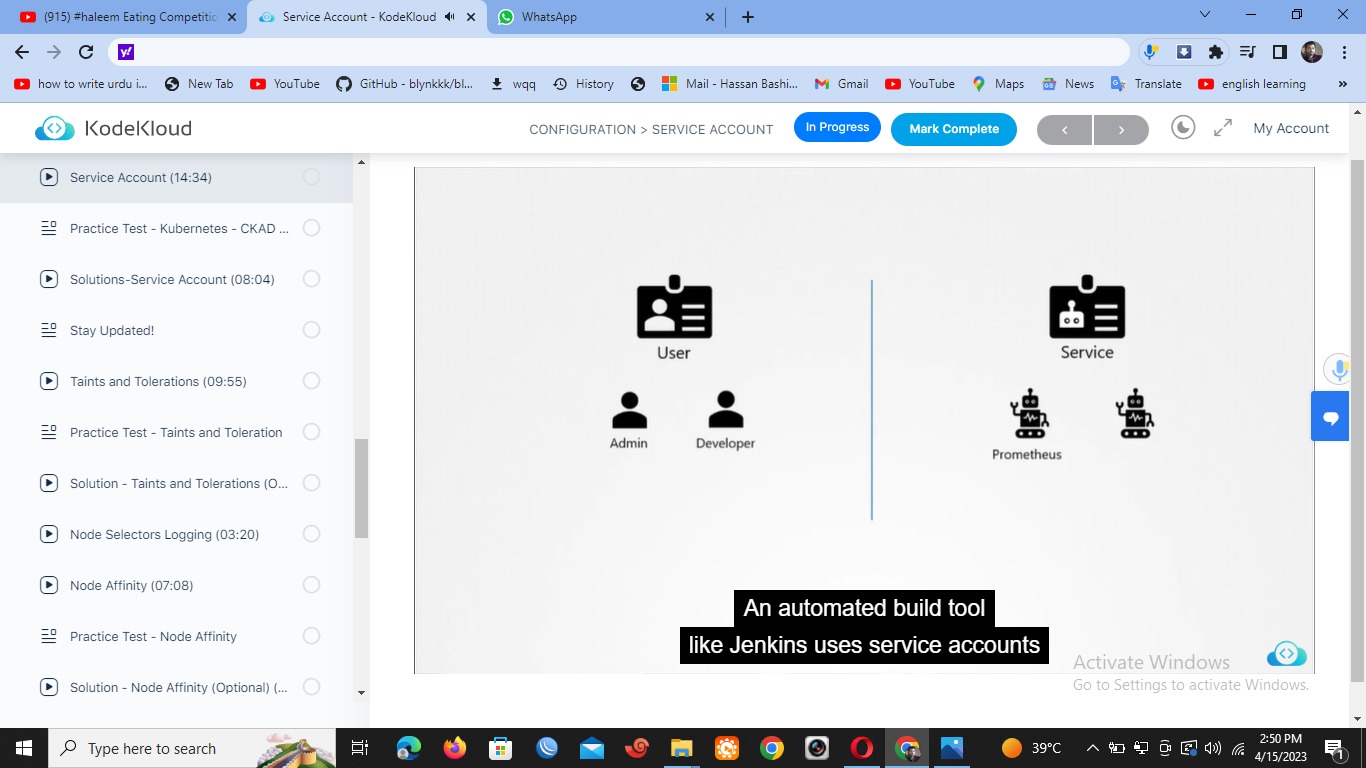 (915) #haleem Eating Competitio
Service Account - KodeKloud
WhatsApp
y!
how to write urdu i...
New Tab
YouTube
GitHub - blynkkk/bl...
wqq
History
Mail - Hassan Bashi...
Gmail
YouTube
Maps
News
Translate
english learning
»
KodeKloud
CONFIGURATION > SERVICE ACCOUNT
In Progress
Mark Complete
<
>
My Account
Service Account (14:34)
Practice Test - Kubernetes - CKAD ...
Solutions-Service Account (08:04)
Stay Updated!
Taints and Tolerations (09:55)
Practice Test - Taints and Toleration
Solution - Taints and Tolerations (O...
Node Selectors Logging (03:20)
Node Affinity (07:08)
Practice Test - Node Affinity
Solution - Node Affinity (Optional) (...
User
Service
Admin
Developer
Prometheus
An automated build tool
like Jenkins uses service accounts
Activate Windows
Go to Settings to activate Windows.
Type here to search
39°C
2:50 PM
4/15/2023
1